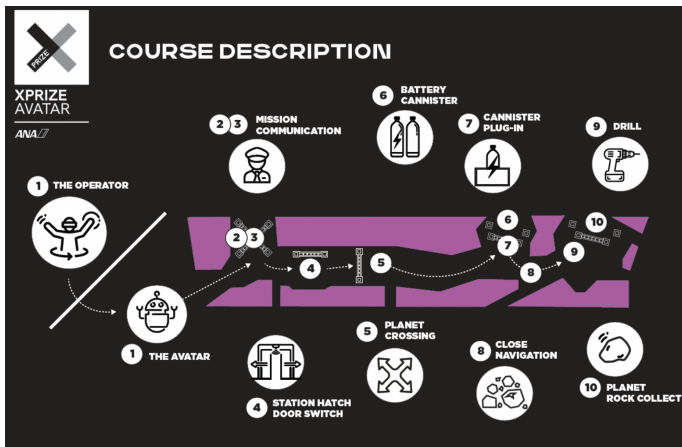 PRIZE
XPRIZE
AVATAR
ANA
COURSE DESCRIPTION
6 BATTERY
CANNISTER
2 3 MISSION
COMMUNICATION
7 CANNISTER
PLUG-IN
9 DRILL
1 THE OPERATOR
2 3
4
5
6
7
8
9
10
1 THE AVATAR
4 STATION HATCH
DOOR SWITCH
5 PLANET
CROSSING
8 CLOSE
NAVIGATION
10 PLANET
ROCK COLLECT